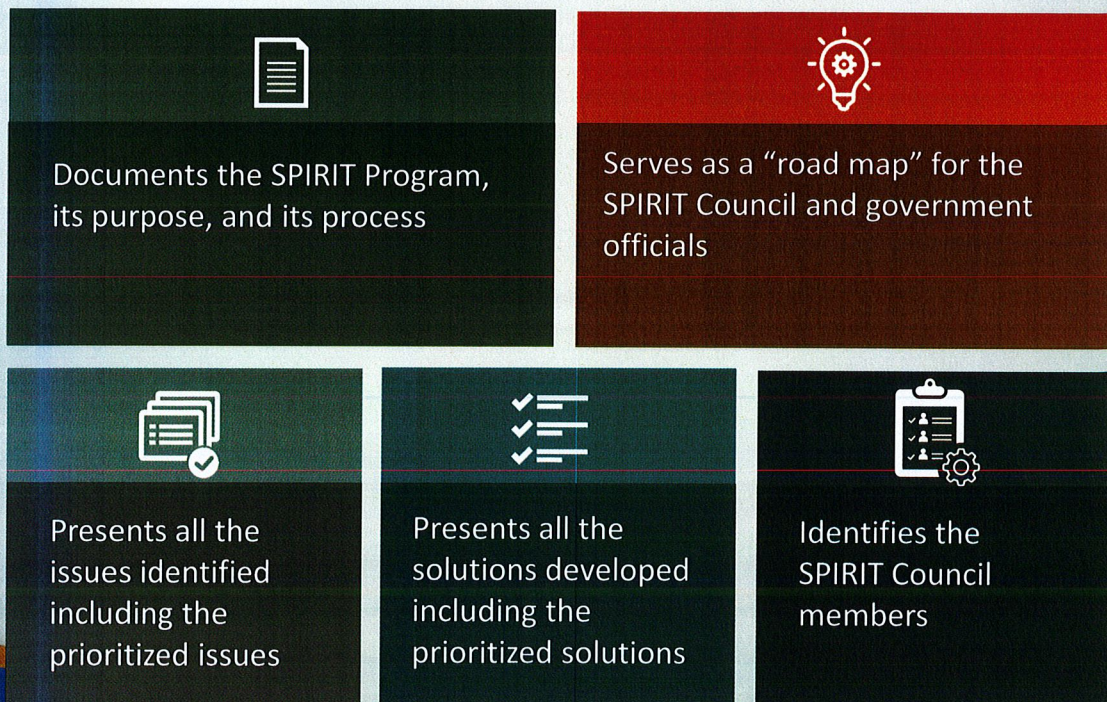 Documents the SPIRIT Program,
its purpose, and its process
Serves as a “road map” for the
SPIRIT Council and government
officials
Presents all the
issues identified
including the
prioritized issues
Presents all the
solutions developed
including the
prioritized solutions
Identifies the
SPIRIT Council
members